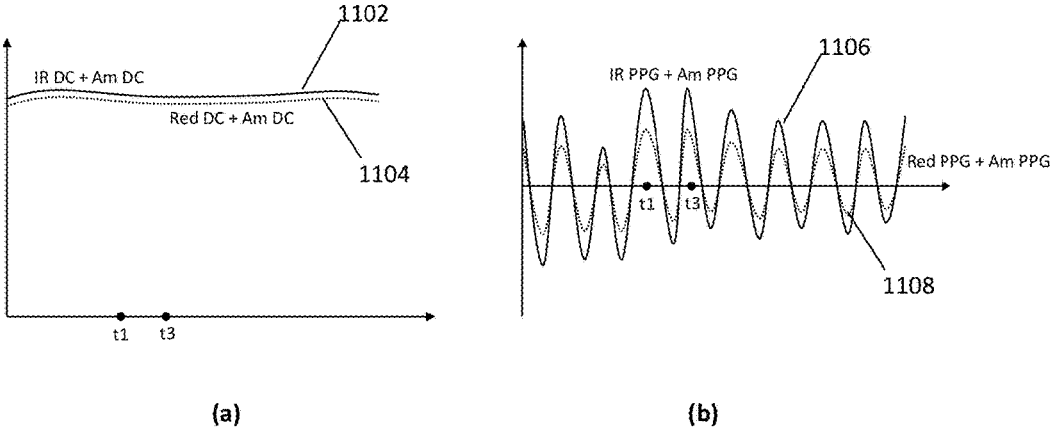 1102
IR DC + Am DC
Red DC + Am DC
1104
t1 t3
(a)
1106
IR PPG + Am PPG
Red PPG + Am PPG
t1 t3
1108
(b)